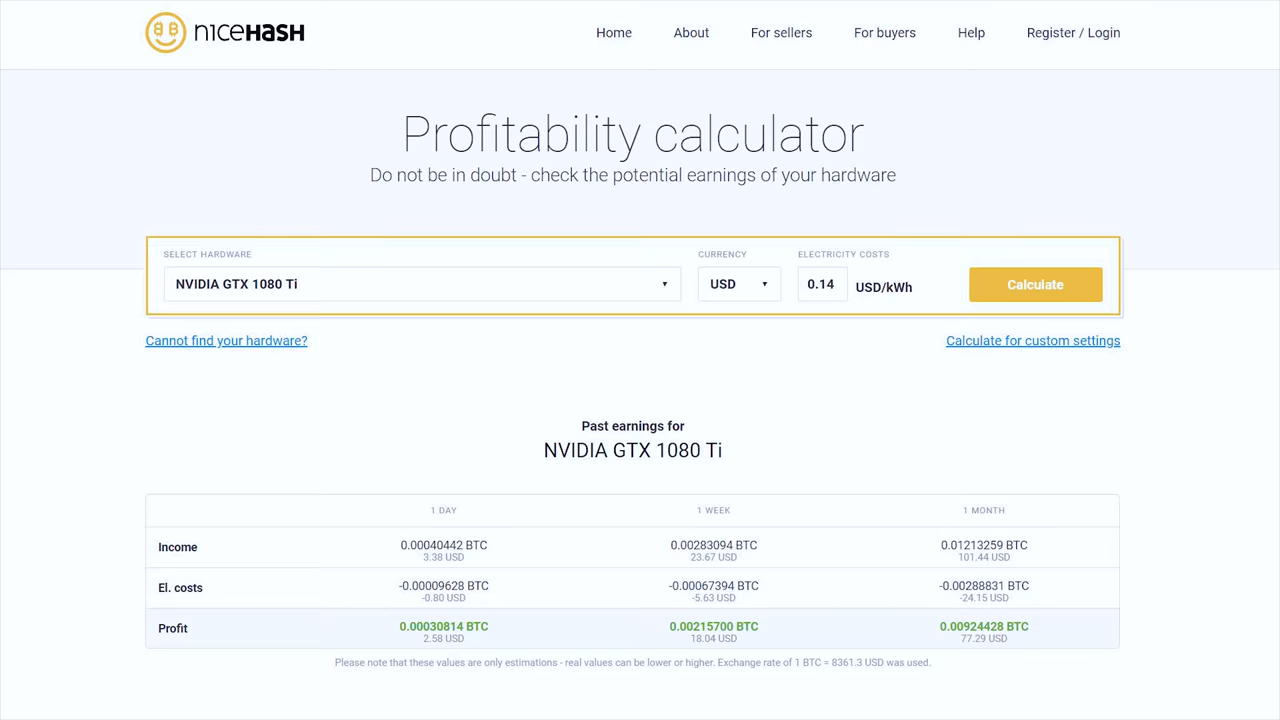 nıceHasH
Home About For sellers For buyers Help Register / Login
Profitability calculator
Do not be in doubt - check the potential earnings of your hardware
SELECT HARDWARE CURRENCY ELECTRICITY COSTS
NVIDIA GTX 1080 Ti USD 0.14 USD/kWh Calculate
Cannot find your hardware? Calculate for custom settings
Past earnings for
NVIDIA GTX 1080 Ti
1 DAY 1 WEEK 1 MONTH
Income 0.00040442 BTC 0.00283094 BTC 0.01213259 BTC
3.38 USD 23.67 USD 101.44 USD
El. costs -0.00009628 BTC -0.00067394 BTC -0.00288831 BTC
-0.80 USD -5.63 USD -24.15 USD
Profit 0.00030814 BTC 0.00215700 BTC 0.00924428 BTC
2.58 USD 18.04 USD 77.29 USD
Please note that these values are only estimations - real values can be lower or higher. Exchange rate of 1 BTC = 8361.3 USD was used.